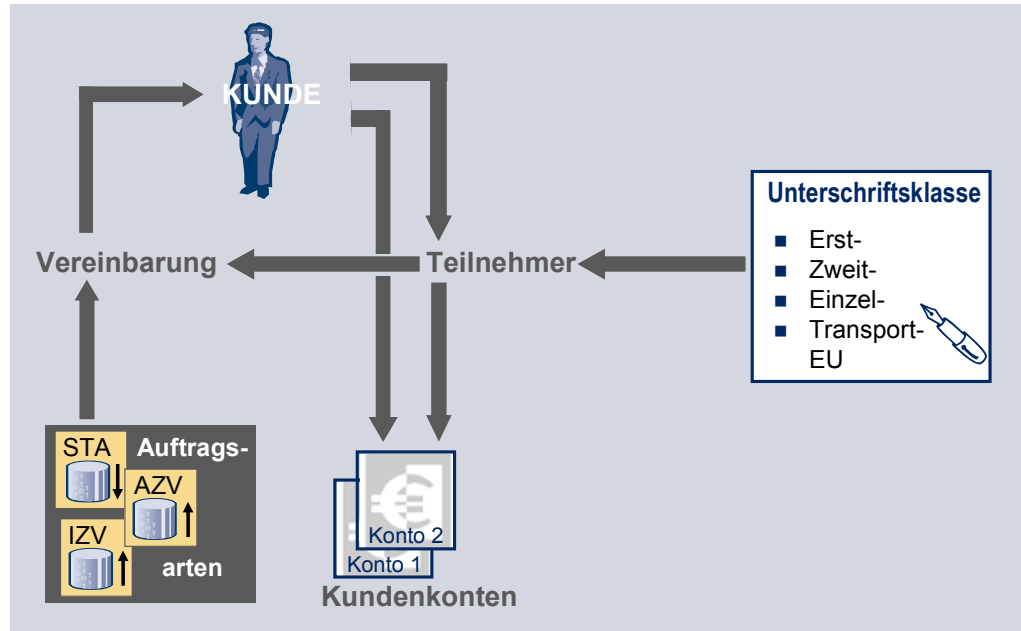 KUNDE
Unterschriftsklasse
Erst-
Zweit-
Einzel-
Transport-
EU
Vereinbarung
Teilnehmer
STA
Auftrags-
AZV
IZV
arten
Konto 2
Konto 1
Kundenkonten